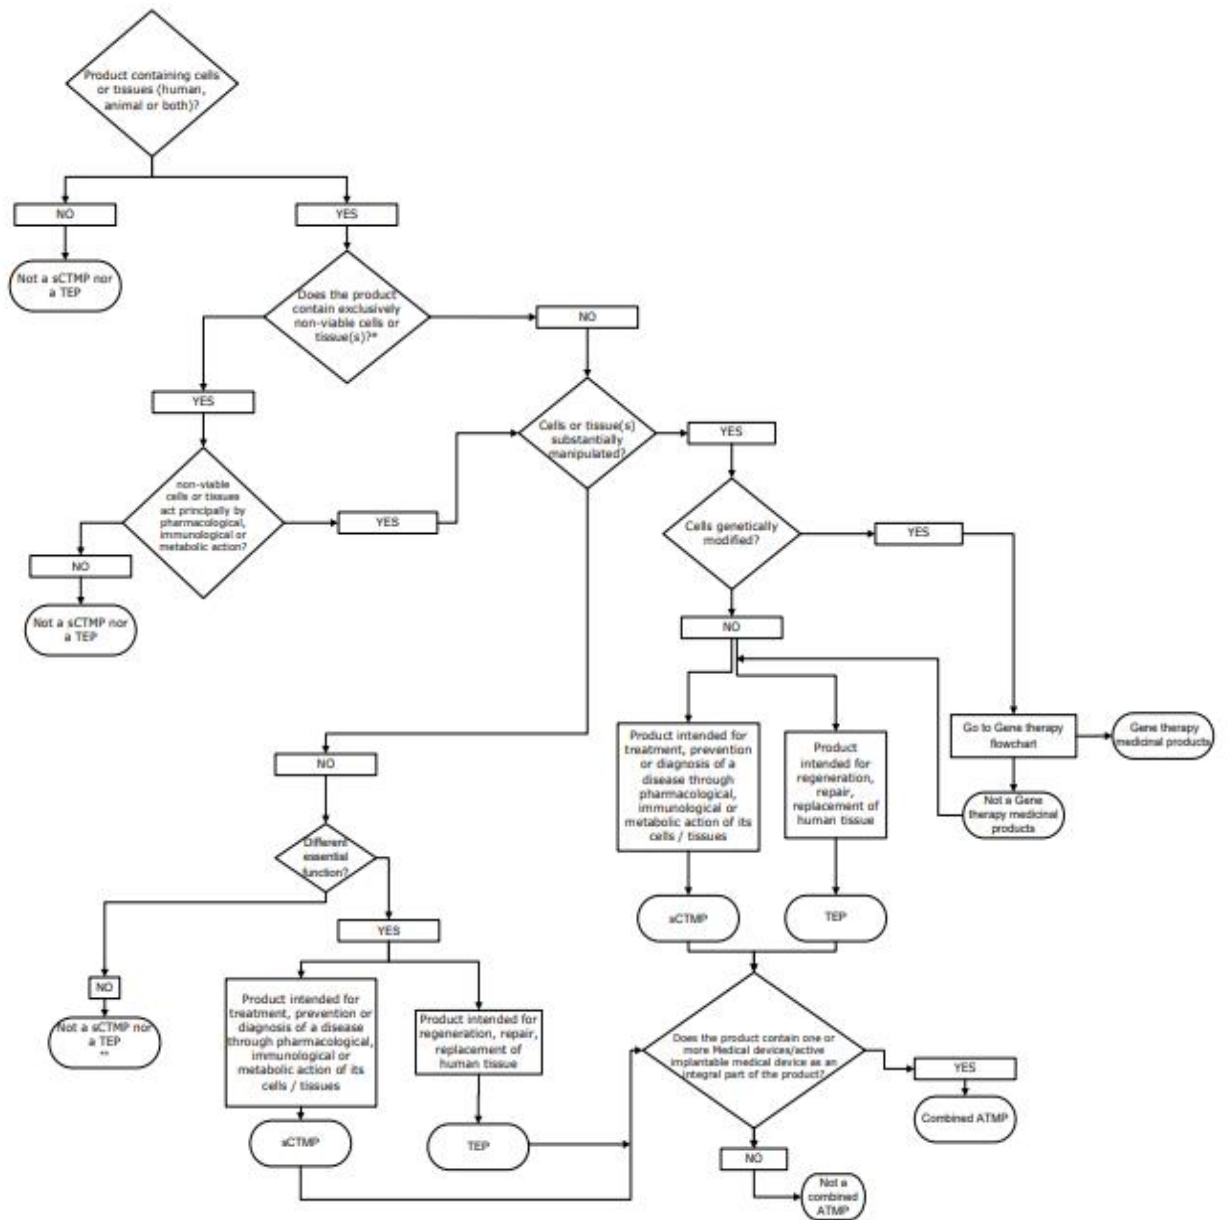 Product containing cells
or tissues (human,
animal or both)?
NO
YES
Not a sCTMP nor
a TEP
Does the product
contain exclusively
non-viable cells or
tissue(s)?*
NO
YES
Cells or tissue(s)
substantially
manipulated?
YES
non-viable
cells or tissues
act principally by
pharmacological,
immunological or
metabolic action?
YES
NO
Not a sCTMP nor
a TEP
Cells genetically
modified?
YES
NO
Go to Gene therapy
flowchart
Gene therapy
medicinal products
Not a Gene
therapy medicinal
products
Product intended for
treatment, prevention
or diagnosis of a
disease through
pharmacological,
immunological or
metabolic action of its
cells / tissues
Product
intended for
regeneration,
repair,
replacement of
human tissue
sCTMP
TEP
NO
Different
essential
function?
YES
NO
Not a sCTMP nor
a TEP
**
Product intended for
treatment, prevention or
diagnosis of a disease
through pharmacological,
immunological or
metabolic action of its
cells / tissues
Product intended for
regeneration, repair,
replacement of
human tissue
sCTMP
TEP
Does the product contain one or
more Medical devices/active
implantable medical device as an
integral part of the product?
YES
Combined ATMP
NO
Not a
combined
ATMP